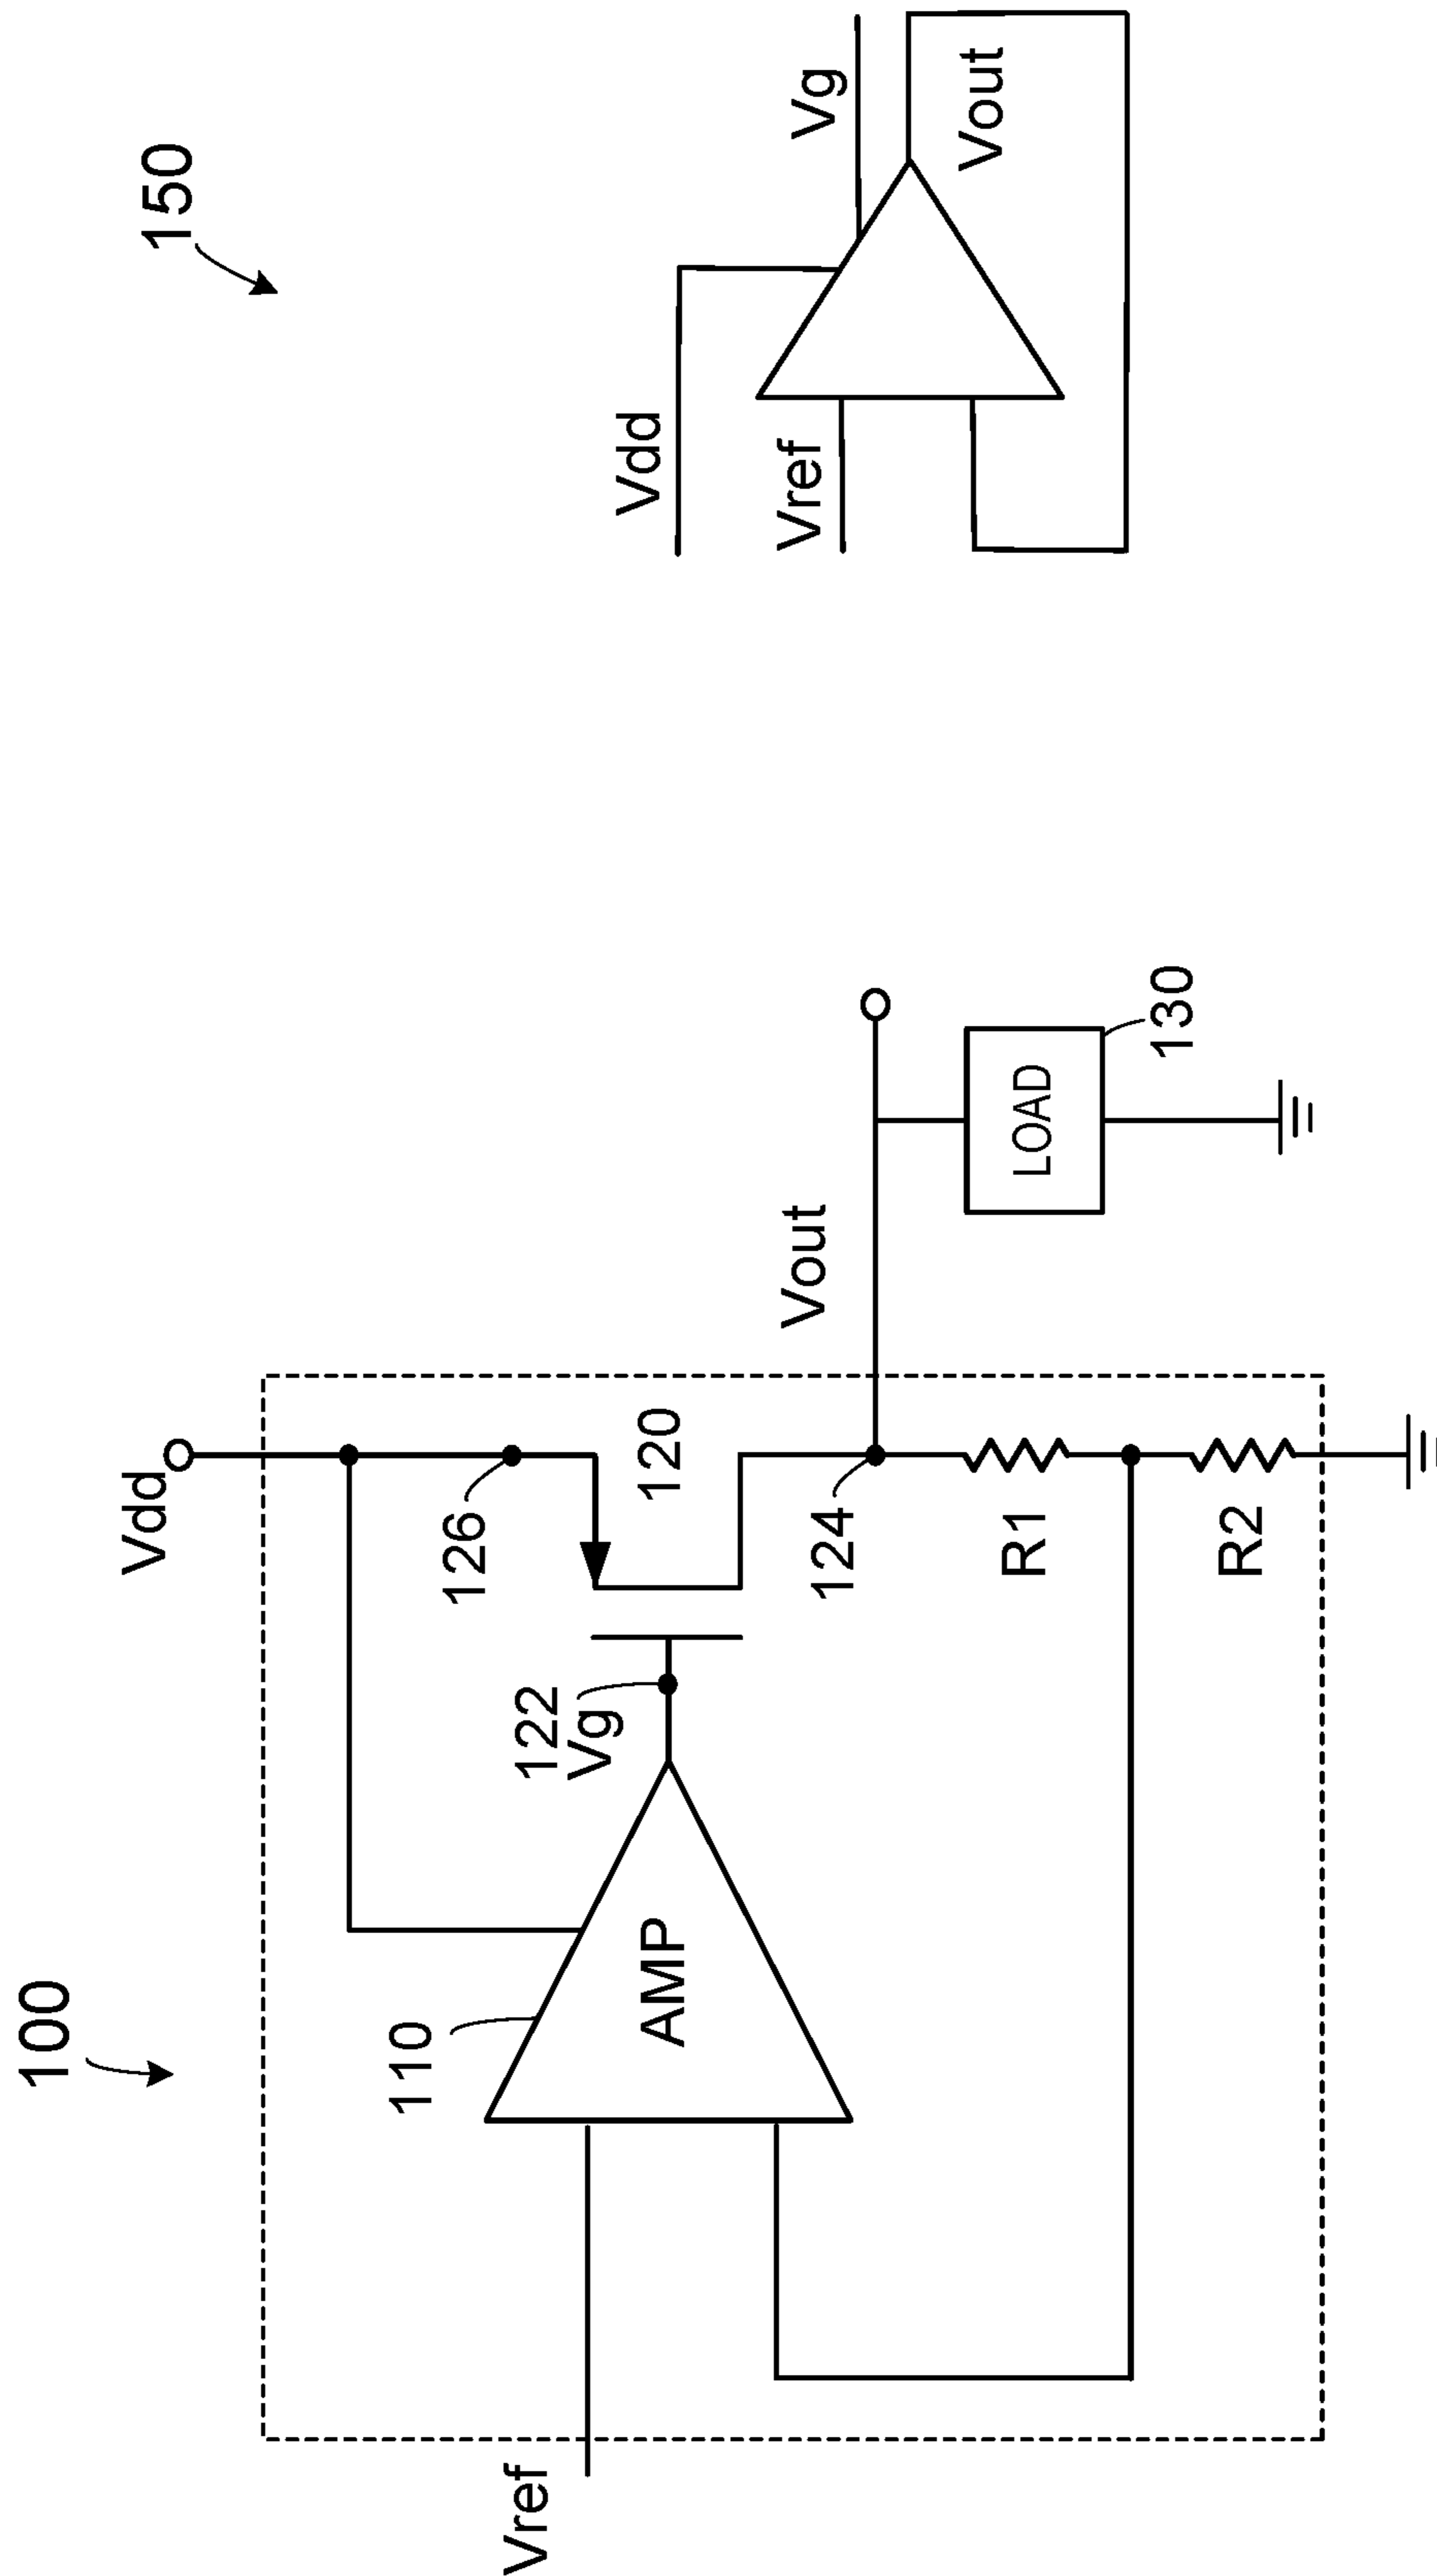 100
Vdd
110
126
Vref
122
Vg
120
AMP
Vout
124
LOAD
R1
130
R2
150
Vdd
Vref
Vg
Vout